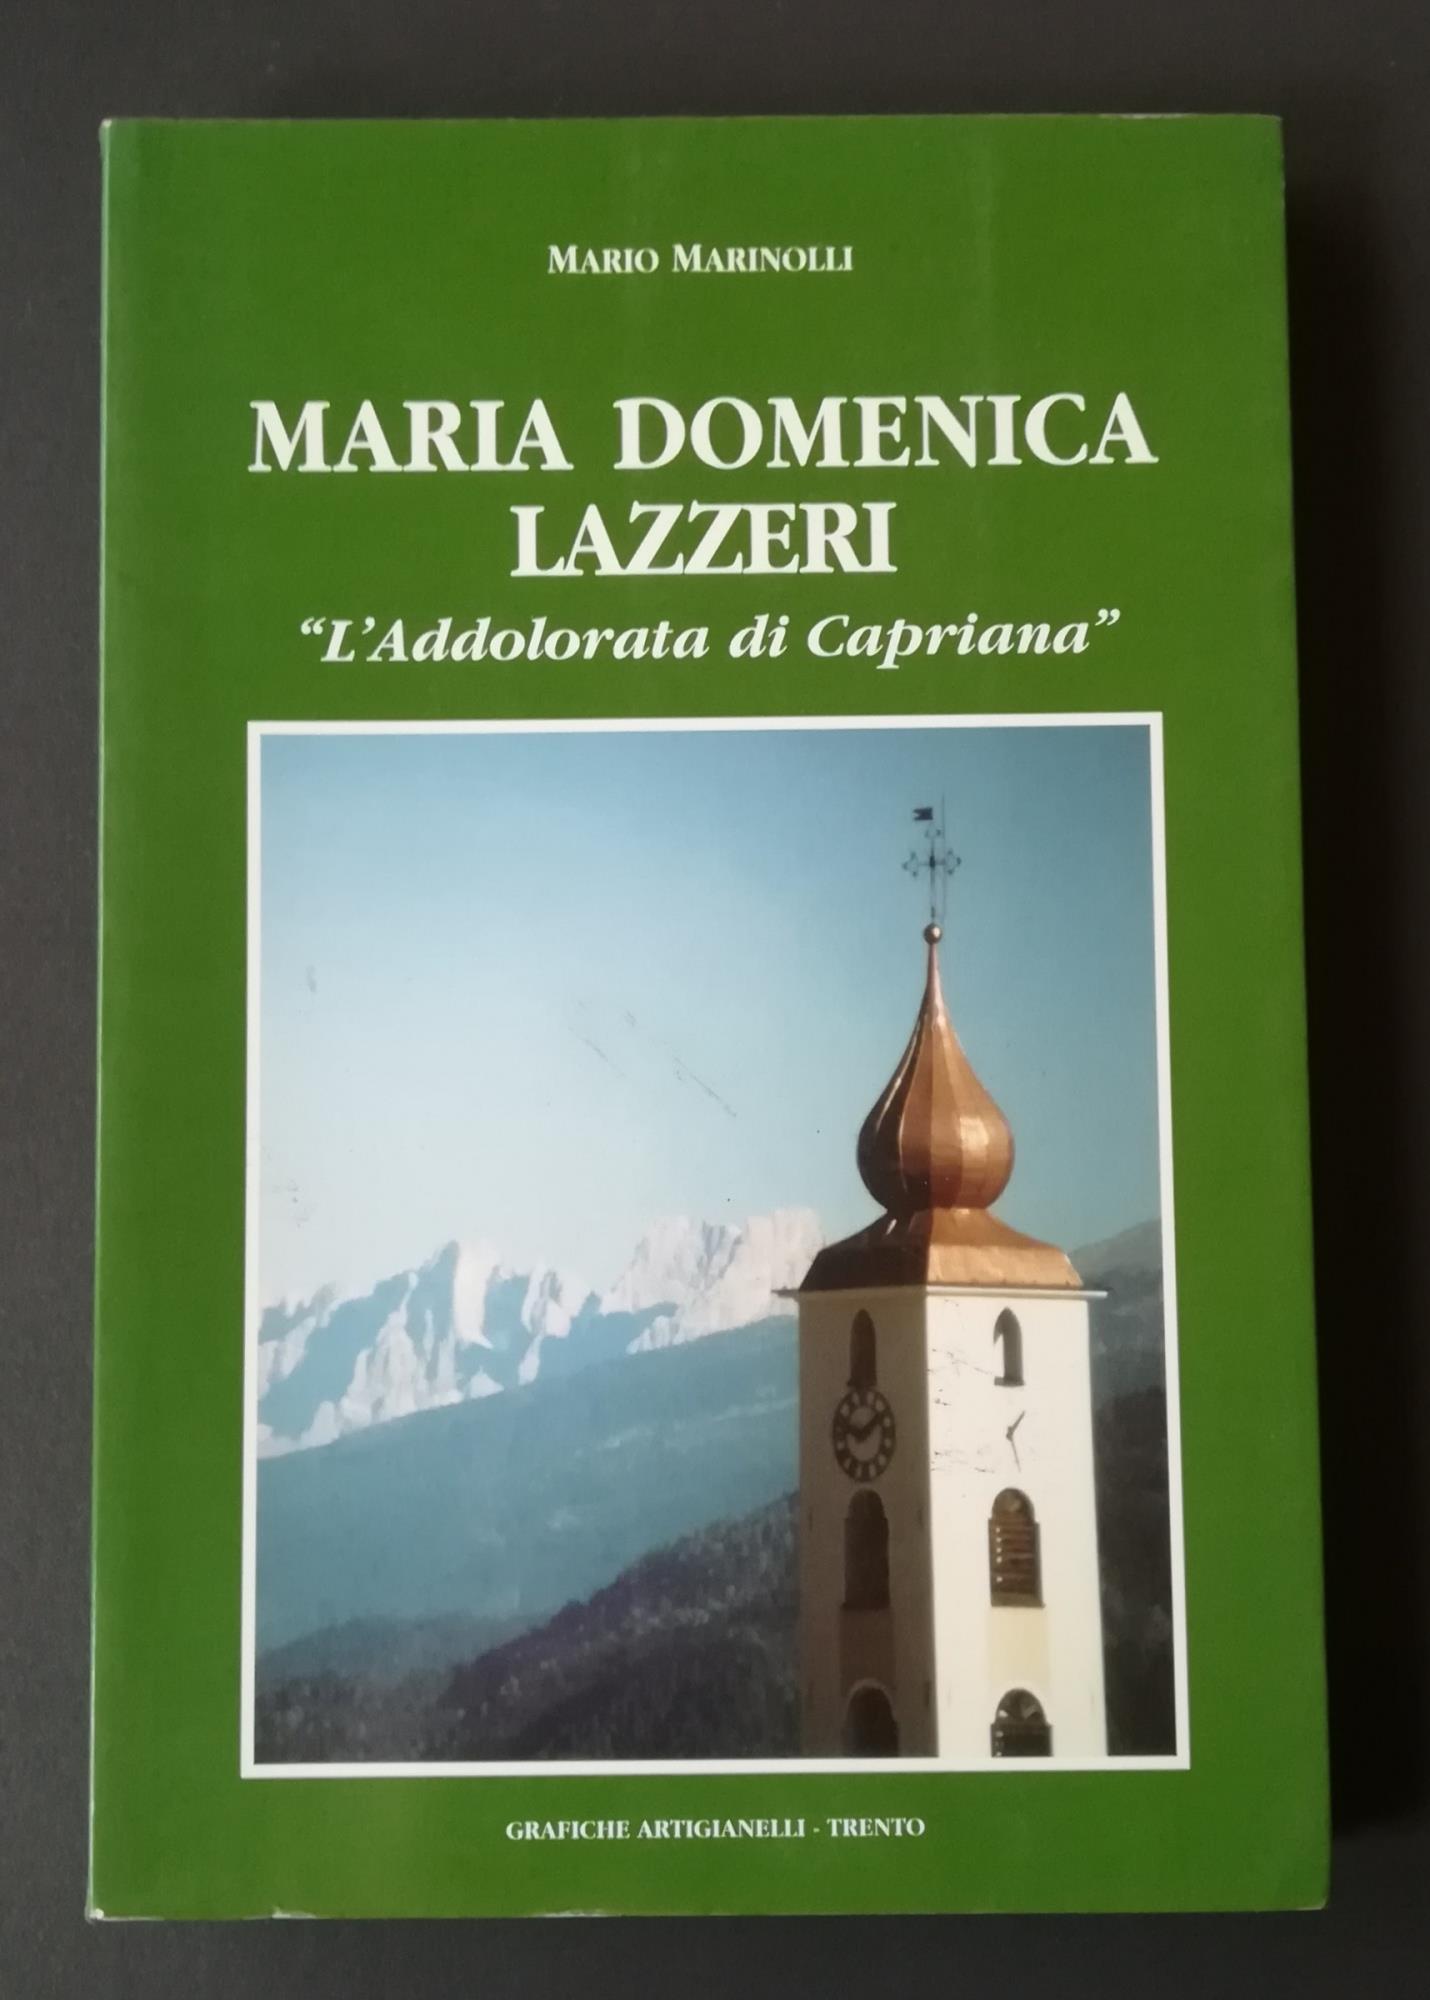 MARIO MARINOLLI
MARIA DOMENICA
LAZZERI
“L’Addolorata di Capriana”
GRAFICHE ARTIGIANELLI - TRENTO